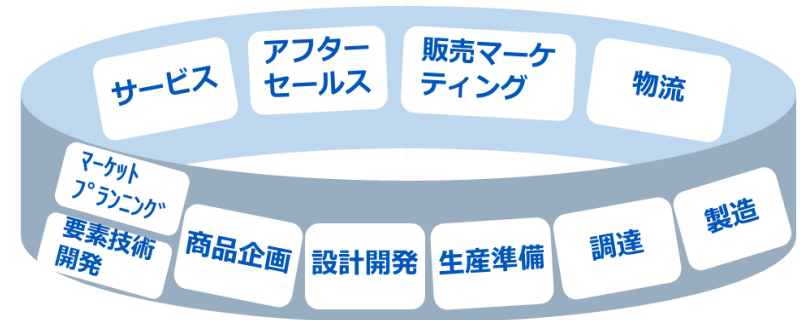 サービス
アフター
セールス
販売マーケ
ティング
物流
ﾏｰｹｯﾄ
ﾌﾟﾗﾝﾆﾝｸﾞ
要素技術
開発
商品企画
設計開発
生産準備
調達
製造